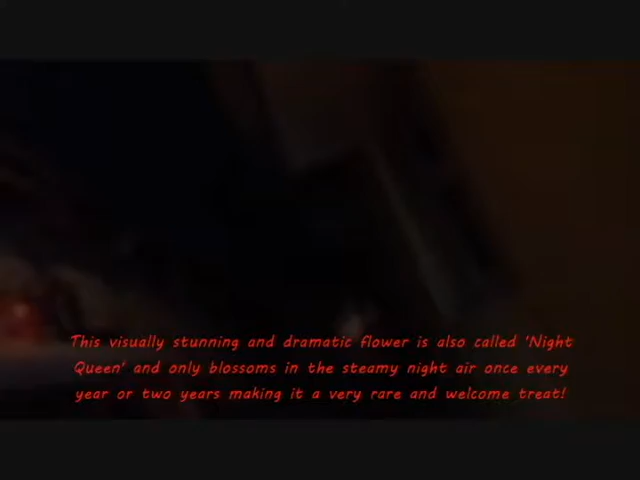 This visually stunning and dramatic flower is also called 'Night
Queen' and only blossoms in the steamy night air once every
year or two years making it a very rare and welcome treat!